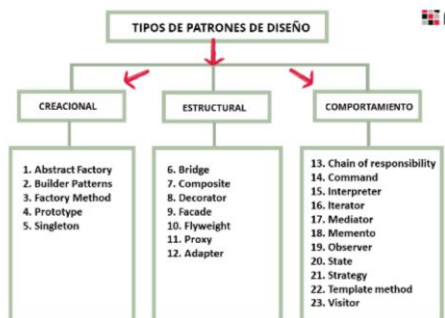 TIPOS DE PATRONES DE DISEÑO
CREACIONAL
1. Abstract Factory
2. Builder Patterns
3. Factory Method
4. Prototype
5. Singleton
ESTRUCTURAL
6. Bridge
7. Composite
8. Decorator
9. Facade
10. Flyweight
11. Proxy
12. Adapter
COMPORTAMIENTO
13. Chain of responsibility
14. Command
15. Interpreter
16. Iterator
17. Mediator
18. Memento
19. Observer
20. State
21. Strategy
22. Template method
23. Visitor